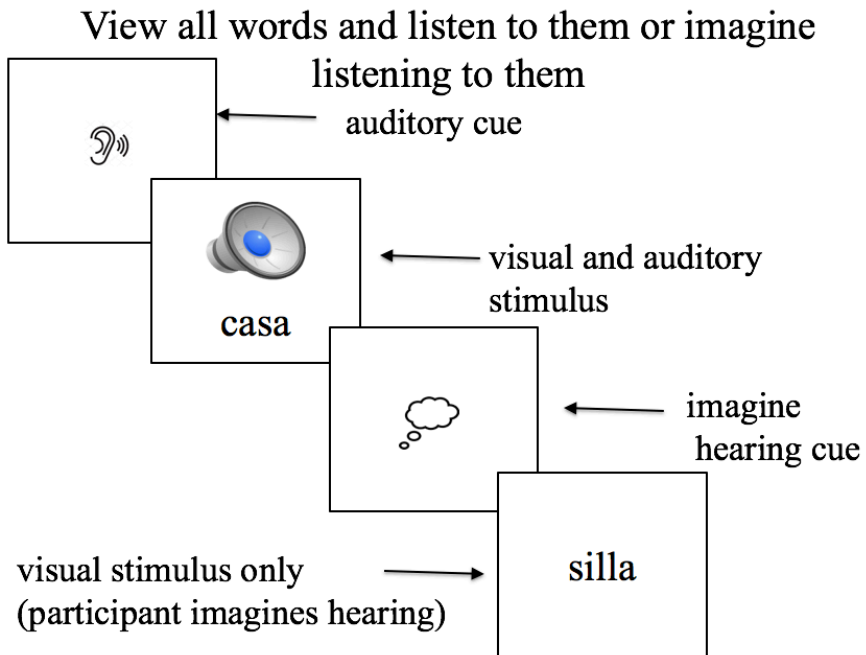 View all words and listen to them or imagine
listening to them
auditory cue
visual and auditory
stimulus
casa
imagine
hearing cue
silla
visual stimulus only
(participant imagines hearing)